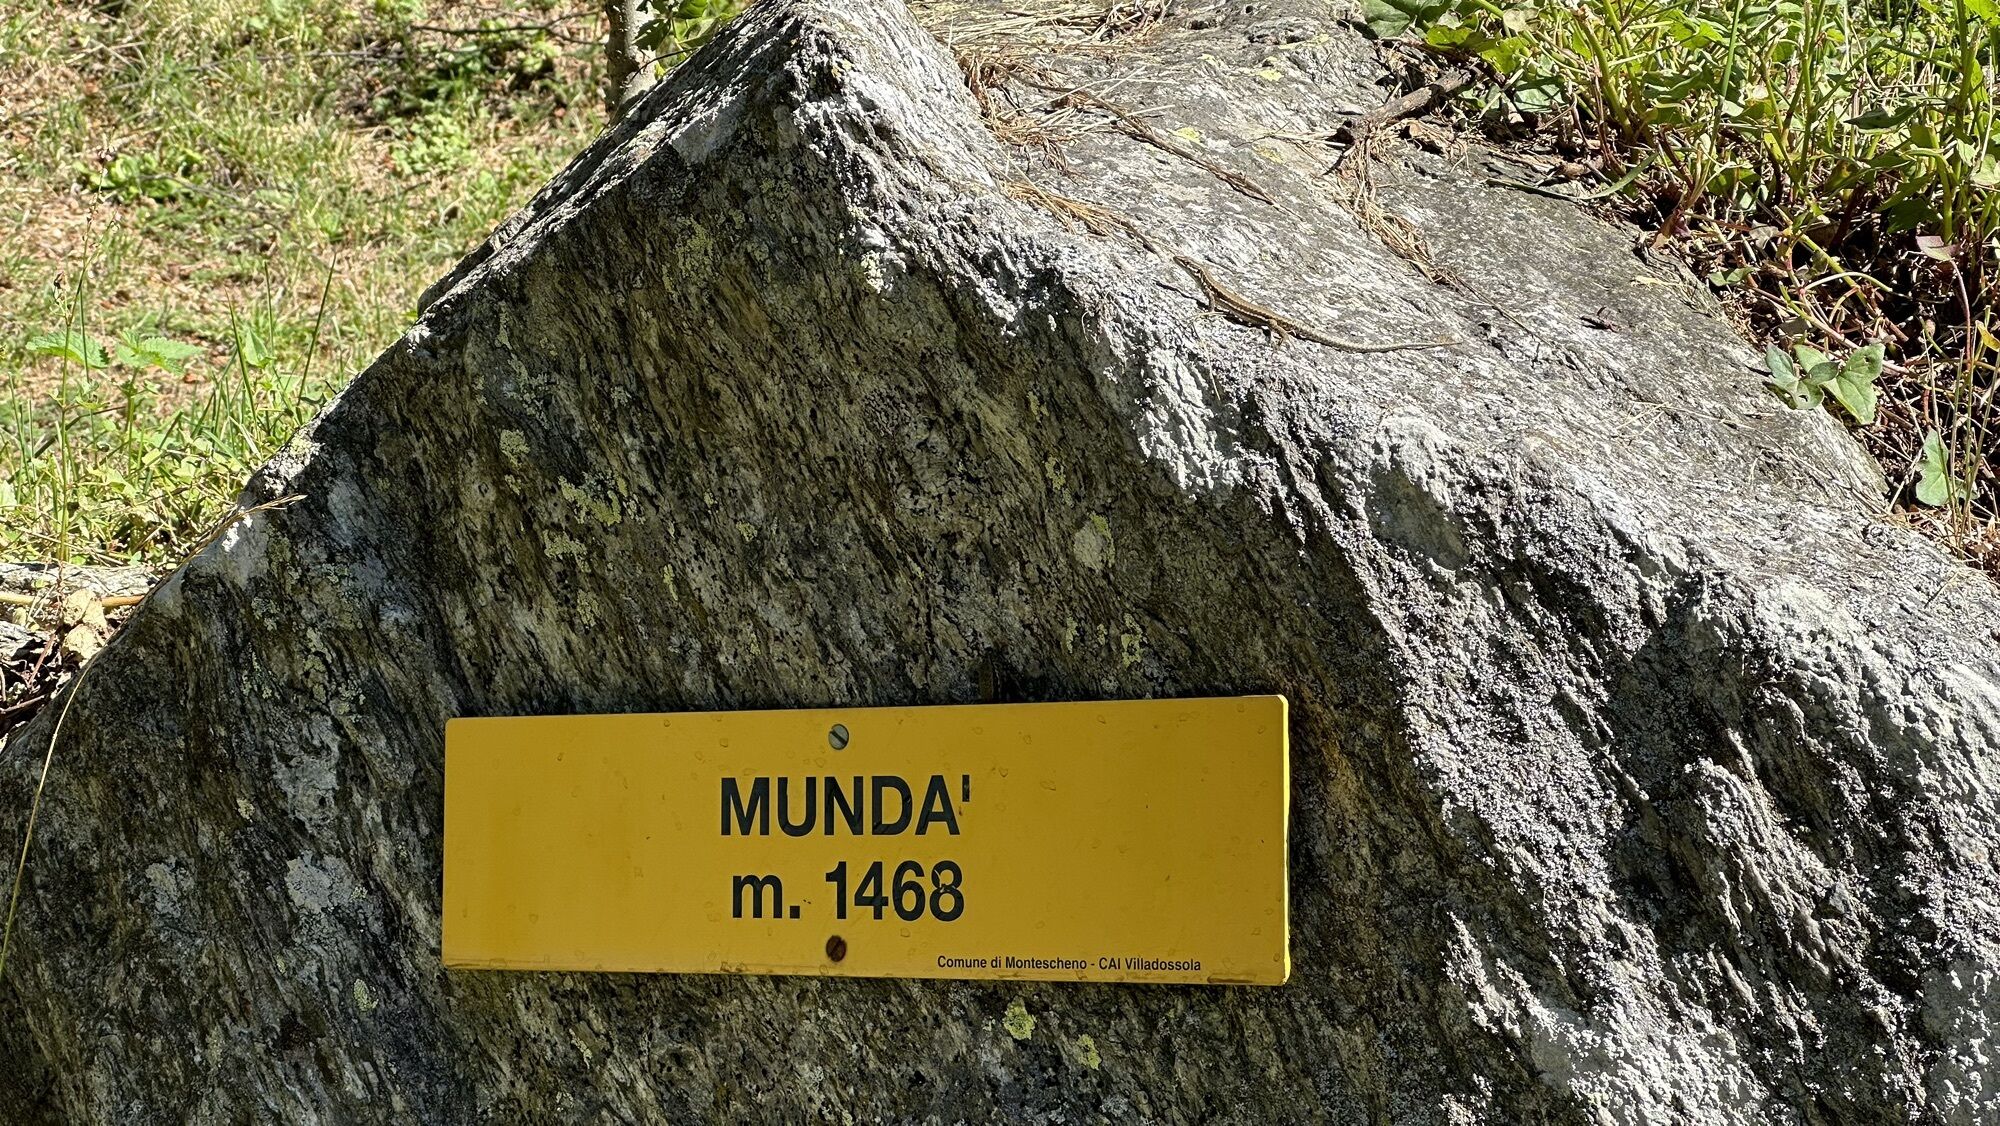 MUNDA'
m. 1468
Comune di Montescheno - CAI Villadossola